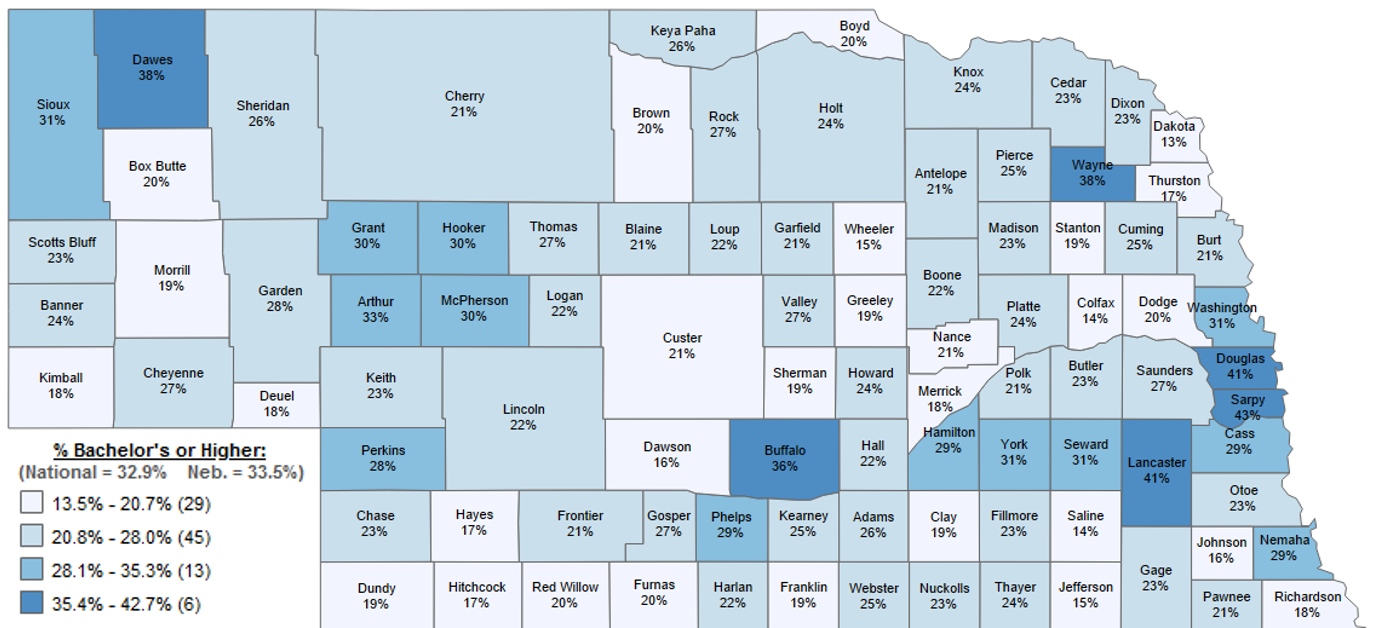 Boyd
20%
Keya Paha
26%
Dawes
38%
Knox
24%
Cedar
23%
Sioux
31%
Sheridan
26%
Cherry
21%
Brown
20%
Rock
27%
Holt
24%
Dixon
23%
Dakota
13%
Box Butte
20%
Antelope
21%
Pierce
25%
Wayne
38%
Thurston
17%
Scotts Bluff
23%
Morrill
19%
Grant
30%
Hooker
30%
Thomas
27%
Blaine
21%
Loup
22%
Garfield
21%
Wheeler
15%
Madison
23%
Stanton
19%
Cuming
25%
Burt
21%
Garden
28%
Boone
22%
Banner
24%
Arthur
33%
McPherson
30%
Logan
22%
Custer
21%
Valley
27%
Greeley
19%
Platte
24%
Colfax
14%
Dodge
20%
Washington
31%
Nance
21%
Kimball
18%
Cheyenne
27%
Deuel
18%
Keith
23%
Lincoln
22%
Sherman
19%
Howard
24%
Merrick
18%
Polk
21%
Butler
23%
Saunders
27%
Douglas
41%
Sarpy
43%
Perkins
28%
Dawson
16%
Buffalo
36%
Hall
22%
Hamilton
29%
York
31%
Seward
31%
Lancaster
41%
Cass
29%
Otoe
23%
Chase
23%
Hayes
17%
Frontier
21%
Gosper
27%
Phelps
29%
Kearney
25%
Adams
26%
Clay
19%
Fillmore
23%
Saline
14%
Johnson
16%
Nemaha
29%
Gage
23%
Dundy
19%
Hitchcock
17%
Red Willow
20%
Furnas
20%
Harlan
22%
Franklin
19%
Webster
25%
Nuckolls
23%
Thayer
24%
Jefferson
15%
Pawnee
21%
Richardson
18%
% Bachelor's or Higher:
(National = 32.9% Neb. = 33.5%)
13.5% - 20.7% (29)
20.8% - 28.0% (45)
28.1% - 35.3% (13)
35.4% - 42.7% (6)